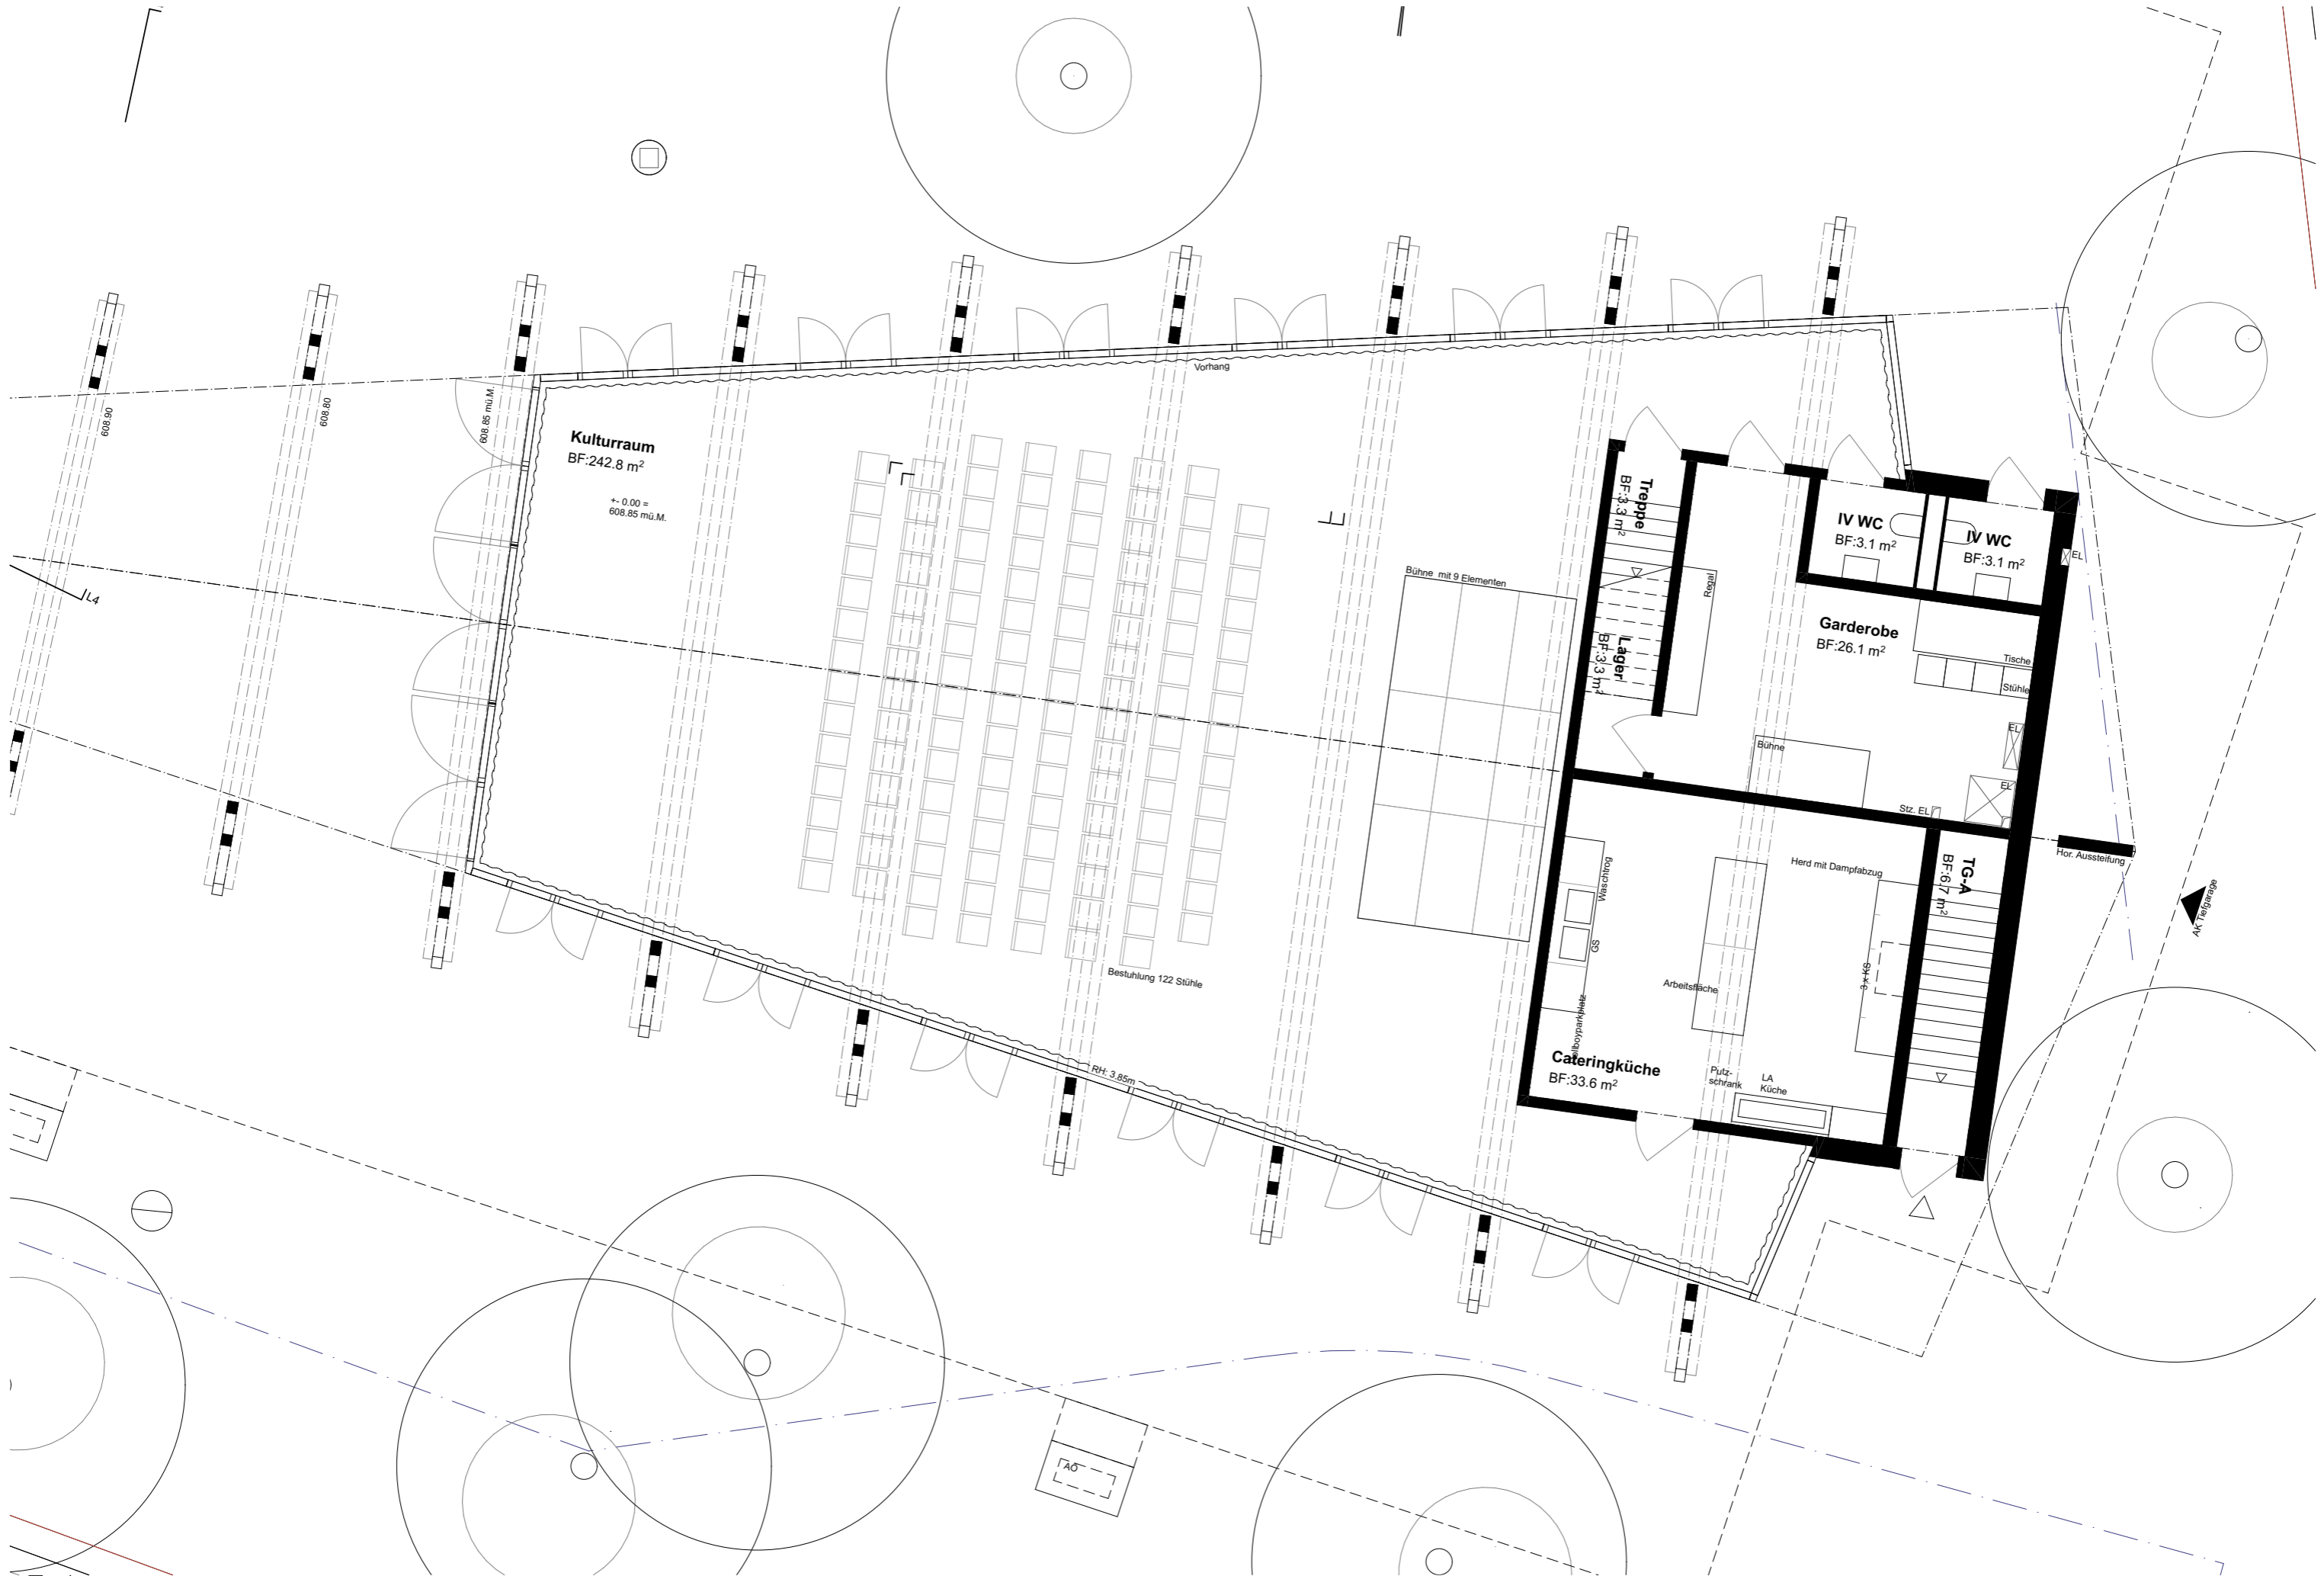 608.90
608.80
608.85 mü.M.
Kulturraum
BF:242.8 m²
+- 0.00 =
608.85 mü.M.
Vorhang
L4
Bühne mit 9 Elementen
Bestuhlung 122 Stühle
RH: 3.85m
Treppe
BF:3.3 m²
Lager
BF:3.3 m²
Regal
IV WC
BF:3.1 m²
IV WC
BF:3.1 m²
EL
Garderobe
BF:26.1 m²
Tische
Stühle
EL
EL
Bühne
Stz. EL
Hor. Aussteifung
AK Tiefgarage
TG-A
BF:6.7 m²
Herd mit Dampfabzug
Waschtrog
GS
3 x KS
Arbeitsfläche
Cateringküche
BF:33.6 m²
Putz-
schrank
LA
Küche
AÖ